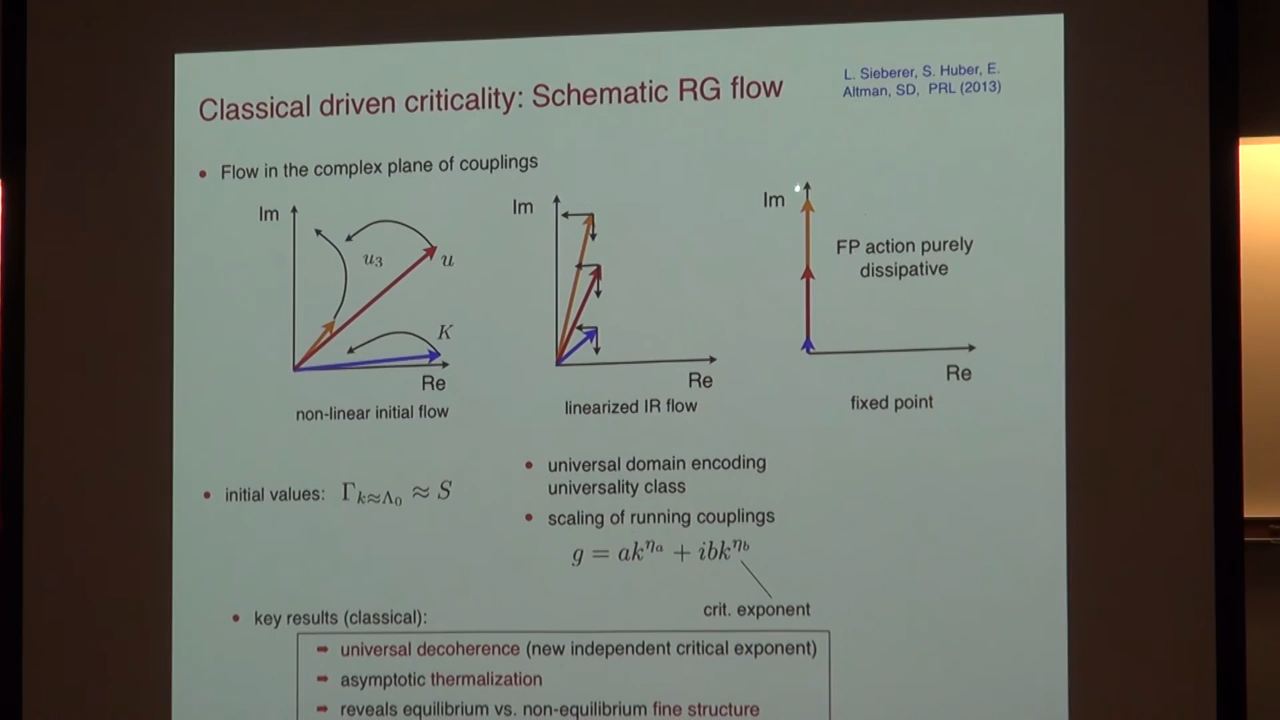 Classical driven criticality: Schematic RG flow
L. Sieberer, S. Huber, E.
Altman, SD, PRL (2013)
• Flow in the complex plane of couplings
Im
u₃
u
K
Re
non-linear initial flow
Im
Re
linearized IR flow
Im
FP action purely
dissipative
Re
fixed point
• initial values: Γ_{k≈Λ₀} ≈ S
• universal domain encoding
universality class
• scaling of running couplings
g = ak^{η_a} + ibk^{η_b}
crit. exponent
• key results (classical):
➡ universal decoherence (new independent critical exponent)
➡ asymptotic thermalization
➡ reveals equilibrium vs. non-equilibrium fine structure